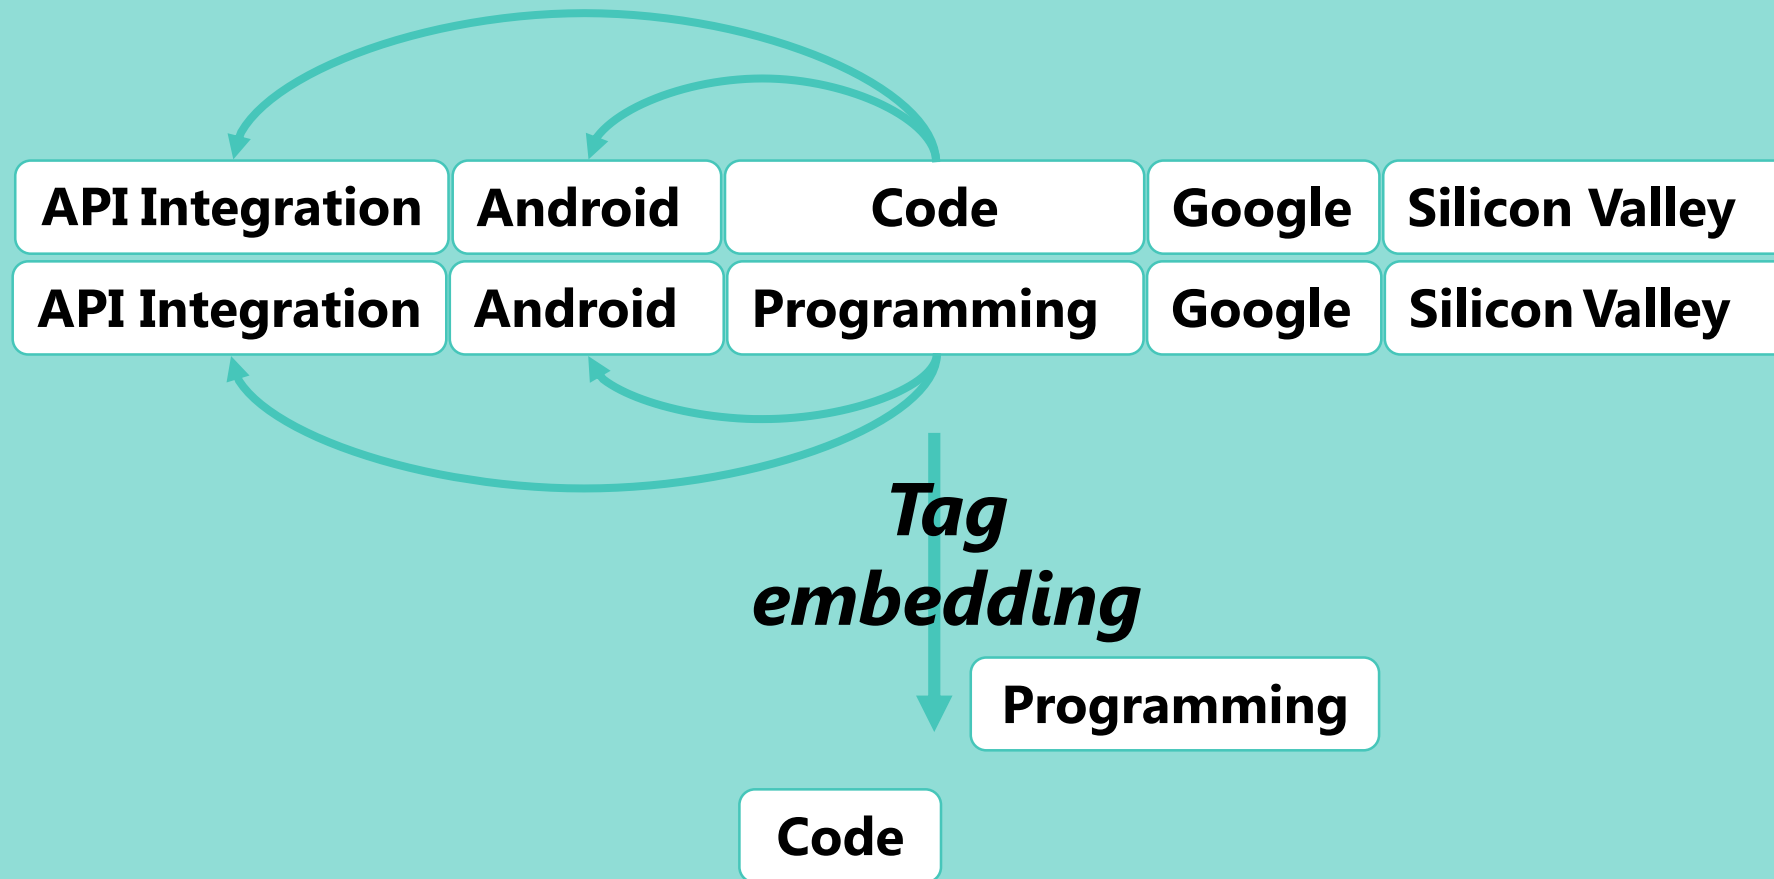 API Integration Android Code Google Silicon Valley
API Integration Android Programming Google Silicon Valley
Tag
embedding
Programming
Code